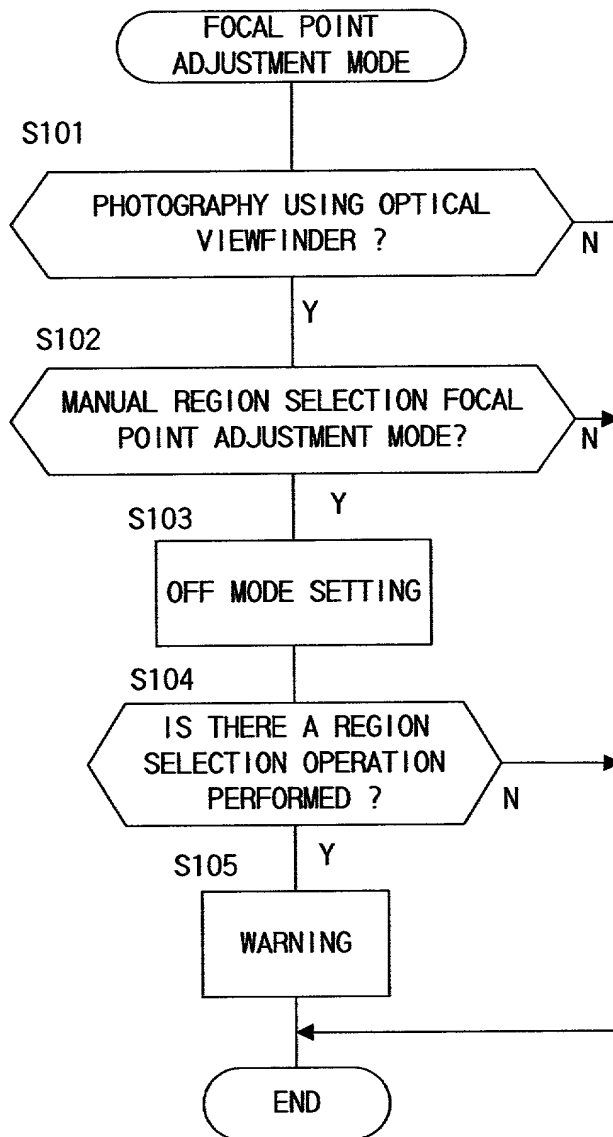 FOCAL POINT
ADJUSTMENT MODE
S101
PHOTOGRAPHY USING OPTICAL
VIEWFINDER ?
N
Y
S102
MANUAL REGION SELECTION FOCAL
POINT ADJUSTMENT MODE?
N
Y
S103
OFF MODE SETTING
S104
IS THERE A REGION
SELECTION OPERATION
PERFORMED ?
N
Y
S105
WARNING
END